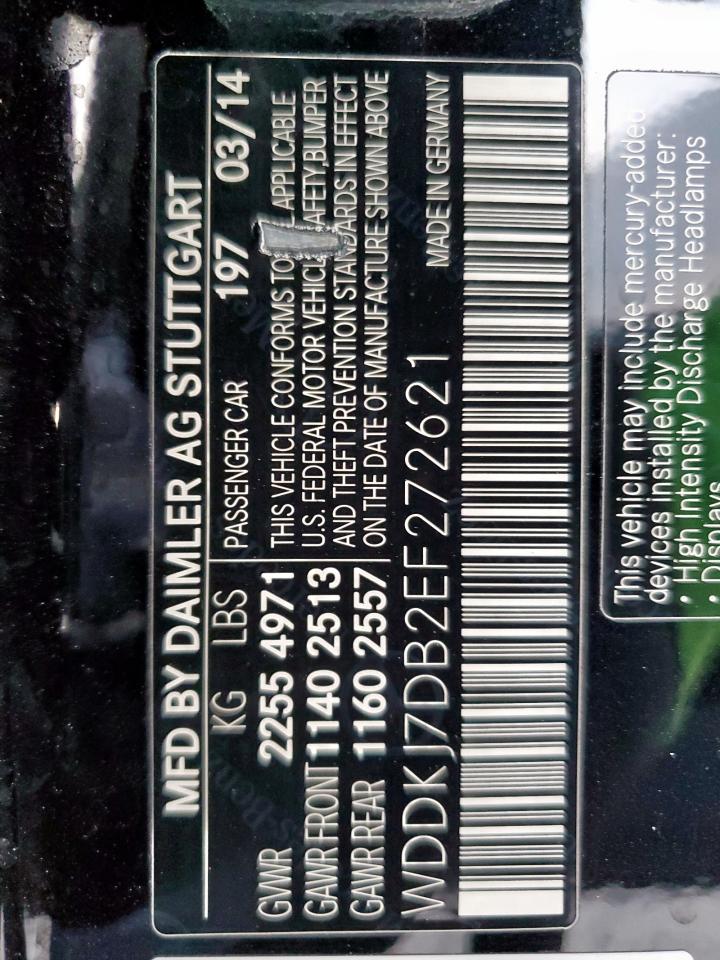 MFD BY DAIMLER AG STUTTGART
KG LBS PASSENGER CAR 197 03/14
GVWR 2255 4971
GAWR FRONT 1140 2513
GAWR REAR 1160 2557
THIS VEHICLE CONFORMS TO APPLICABLE
U.S. FEDERAL MOTOR VEHICLE SAFETY,BUMPER
AND THEFT PREVENTION STANDARDS IN EFFECT
ON THE DATE OF MANUFACTURE SHOWN ABOVE
WDDKJ7DB2EF272621 MADE IN GERMANY
This vehicle may include mercury-added
devices installed by the manufacturer:
• High Intensity Discharge Headlamps
• Displays